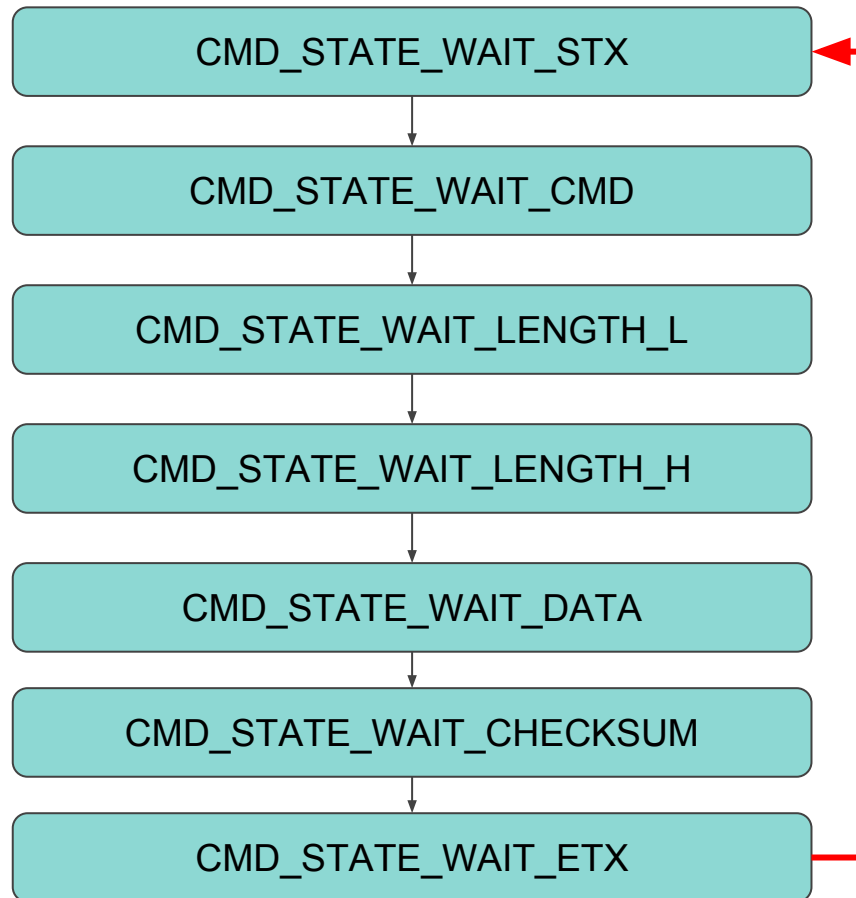 CMD_STATE_WAIT_STX
CMD_STATE_WAIT_CMD
CMD_STATE_WAIT_LENGTH_L
CMD_STATE_WAIT_LENGTH_H
CMD_STATE_WAIT_DATA
CMD_STATE_WAIT_CHECKSUM
CMD_STATE_WAIT_ETX